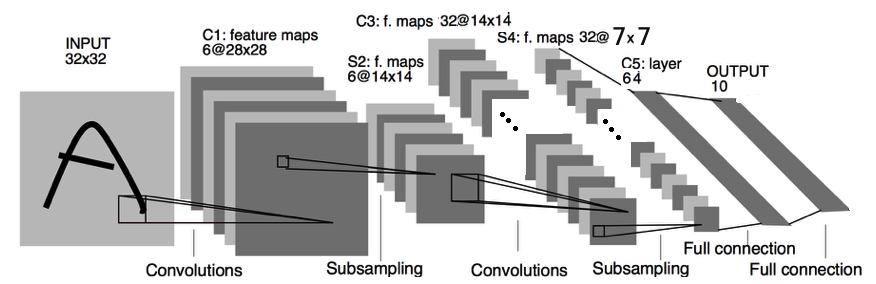 INPUT
32x32
C1: feature maps
6@28x28
S2: f. maps
6@14x14
C3: f. maps 32@14x14
S4: f. maps 32@ 7x7
C5: layer
64
OUTPUT
10
Convolutions
Subsampling
Convolutions
Subsampling
Full connection
Full connection
A